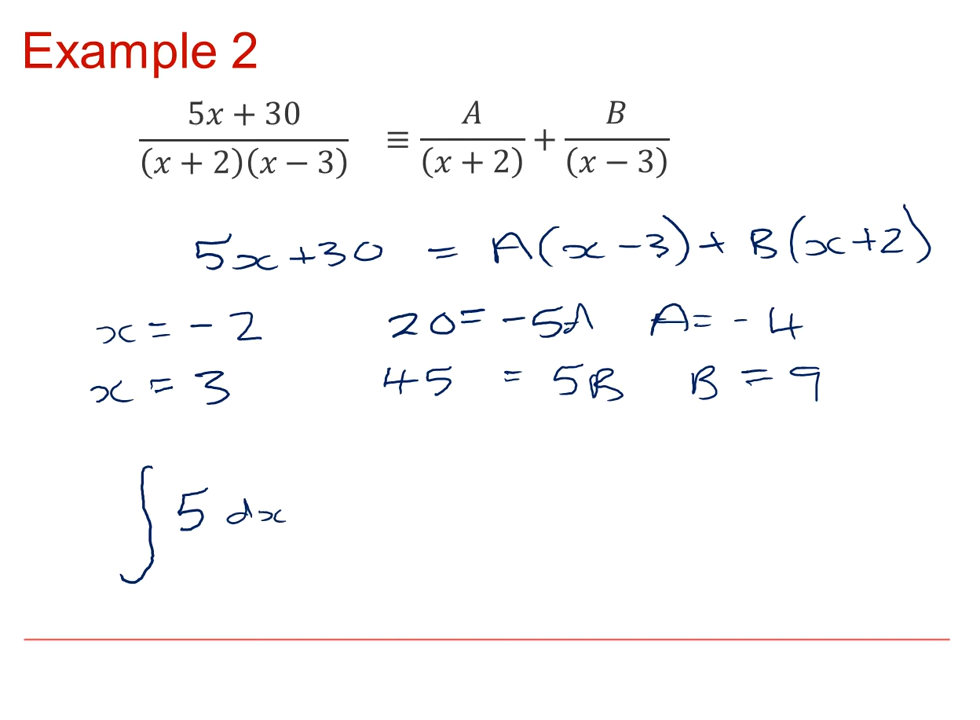 Example 2
(5x + 30)/((x + 2)(x − 3)) ≡ A/(x + 2) + B/(x − 3)
5x + 30 = A(x − 3) + B(x + 2)
x = − 2 20 = − 5A A = − 4
x = 3 45 = 5B B = 9
∫ 5 dx